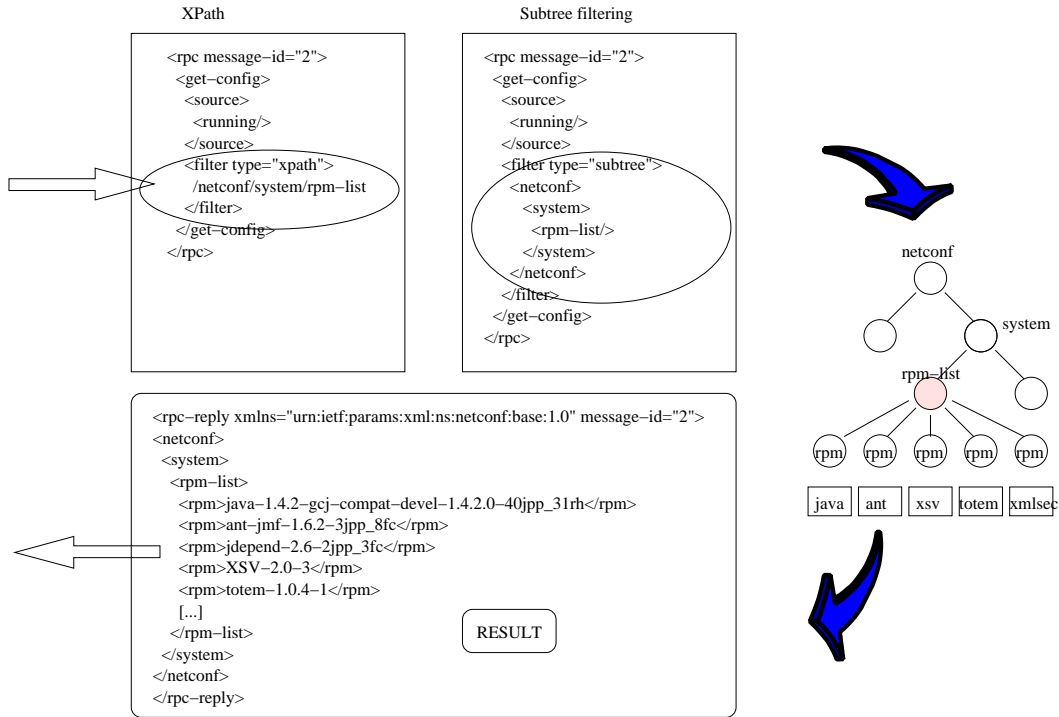 XPath
<rpc message−id="2">
<get−config>
<source>
<running/>
</source>
<filter type="xpath">
/netconf/system/rpm−list
</filter>
</get−config>
</rpc>
Subtree filtering
<rpc message−id="2">
<get−config>
<source>
<running/>
</source>
<filter type="subtree">
<netconf>
<system>
<rpm−list/>
</system>
</netconf>
</filter>
</get−config>
</rpc>
netconf
system
rpm−list
rpm rpm rpm rpm rpm
java ant xsv totem xmlsec
<rpc−reply xmlns="urn:ietf:params:xml:ns:netconf:base:1.0" message−id="2">
<netconf>
<system>
<rpm−list>
<rpm>java−1.4.2−gcj−compat−devel−1.4.2.0−40jpp_31rh</rpm>
<rpm>ant−jmf−1.6.2−3jpp_8fc</rpm>
<rpm>jdepend−2.6−2jpp_3fc</rpm>
<rpm>XSV−2.0−3</rpm>
<rpm>totem−1.0.4−1</rpm>
[...]
</rpm−list>
</system>
</netconf>
</rpc−reply>
RESULT